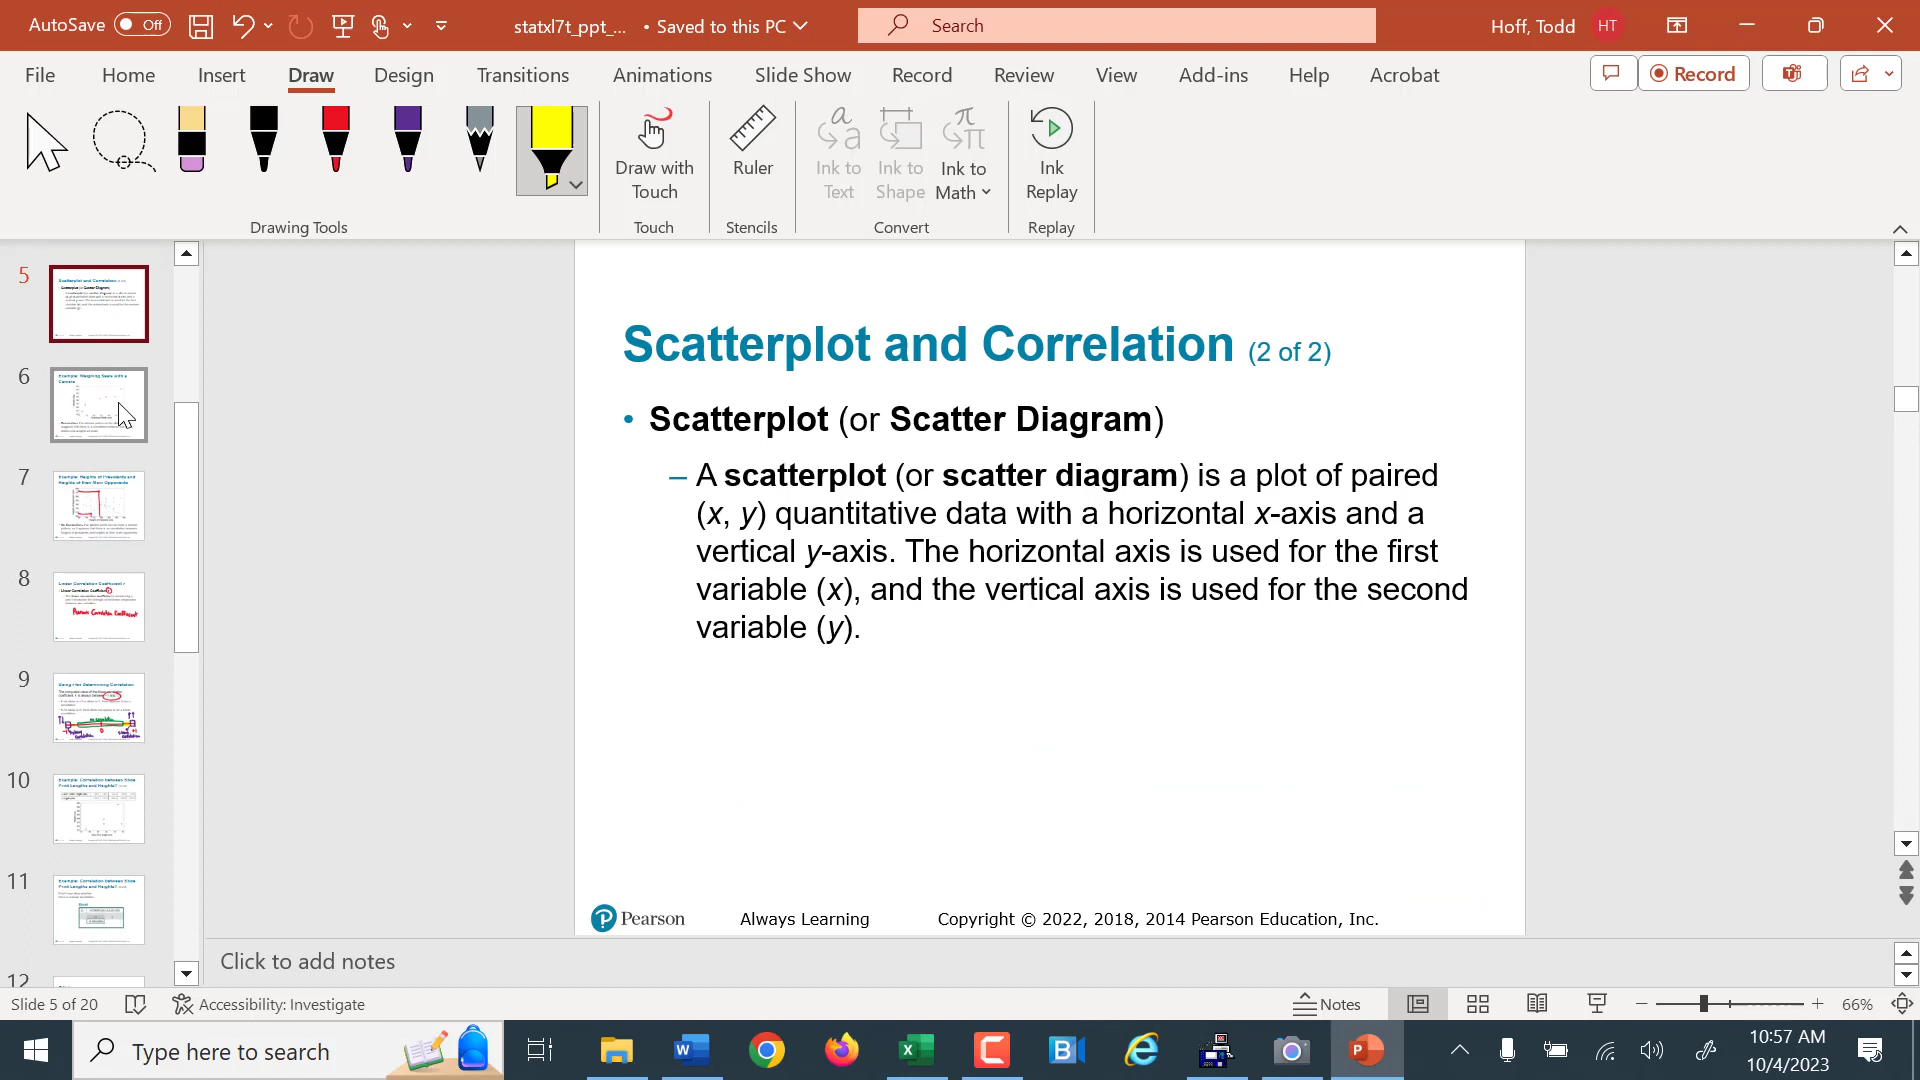 AutoSave Off
statxl7t_ppt_... • Saved to this PC
Search
Hoff, Todd HT
File Home Insert Draw Design Transitions Animations Slide Show Record Review View Add-ins Help Acrobat
Record
Draw with Touch
Ruler
Ink to Text
Ink to Shape
Ink to Math
Ink Replay
Drawing Tools
Touch
Stencils
Convert
Replay
5
6
7
8
9
10
11
12
Scatterplot and Correlation (2 of 2)
• Scatterplot (or Scatter Diagram)
– A scatterplot (or scatter diagram) is a plot of paired
(x, y) quantitative data with a horizontal x-axis and a
vertical y-axis. The horizontal axis is used for the first
variable (x), and the vertical axis is used for the second
variable (y).
Pearson Always Learning Copyright © 2022, 2018, 2014 Pearson Education, Inc.
Click to add notes
Slide 5 of 20 Accessibility: Investigate
Notes
66%
Type here to search
10:57 AM
10/4/2023